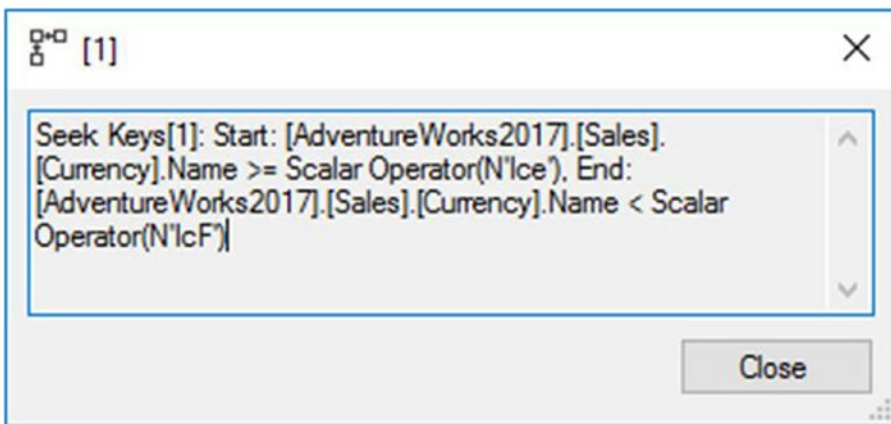 [1]
Seek Keys[1]: Start: [AdventureWorks2017].[Sales].
[Currency].Name >= Scalar Operator(N'Ice'), End:
[AdventureWorks2017].[Sales].[Currency].Name < Scalar
Operator(N'IcF')
Close